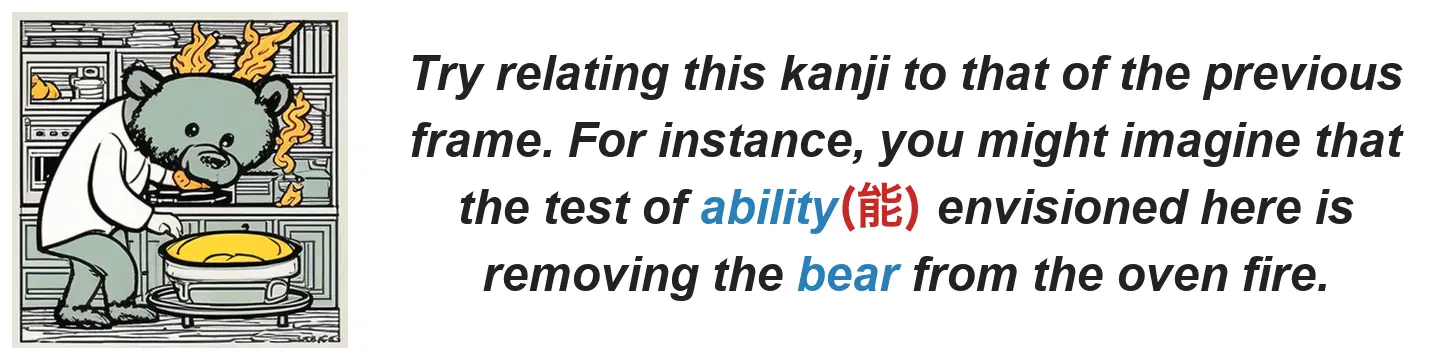 Try relating this kanji to that of the previous
frame. For instance, you might imagine that
the test of ability(能) envisioned here is
removing the bear from the oven fire.